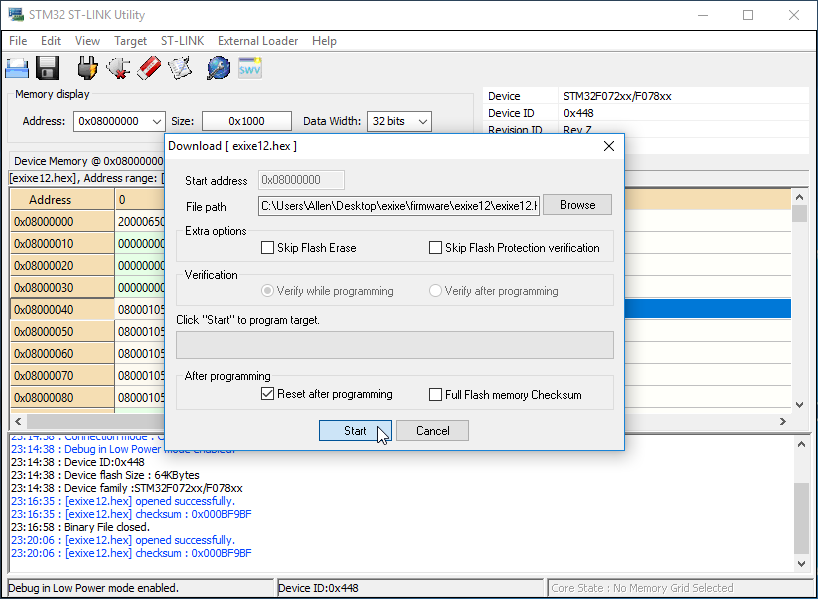 STM32 ST-LINK Utility
File Edit View Target ST-LINK External Loader Help
SWV
Memory display
Address: 0x08000000 Size: 0x1000 Data Width: 32 bits
Device STM32F072xx/F078xx
Device ID 0x448
Revision ID Rev Z
Device Memory @ 0x08000000
[exixe12.hex], Address range: [
Address 0
0x08000000 20000650
0x08000010 00000000
0x08000020 00000000
0x08000030 00000000
0x08000040 08000105
0x08000050 08000105
0x08000060 08000105
0x08000070 08000105
0x08000080 08000105
Download [ exixe12.hex ]
Start address 0x08000000
File path C:\Users\Allen\Desktop\exixe\firmware\exixe12\exixe12.h Browse
Extra options
Skip Flash Erase Skip Flash Protection verification
Verification
Verify while programming Verify after programming
Click "Start" to program target.
After programming
Reset after programming Full Flash memory Checksum
Start Cancel
23:14:38 : Connection mode : C
23:14:38 : Debug in Low Power mode enabled.
23:14:38 : Device ID:0x448
23:14:38 : Device flash Size : 64KBytes
23:14:38 : Device family :STM32F072xx/F078xx
23:16:35 : [exixe12.hex] opened successfully.
23:16:35 : [exixe12.hex] checksum : 0x000BF9BF
23:16:58 : Binary File closed.
23:20:06 : [exixe12.hex] opened successfully.
23:20:06 : [exixe12.hex] checksum : 0x000BF9BF
Debug in Low Power mode enabled. Device ID:0x448 Core State : No Memory Grid Selected